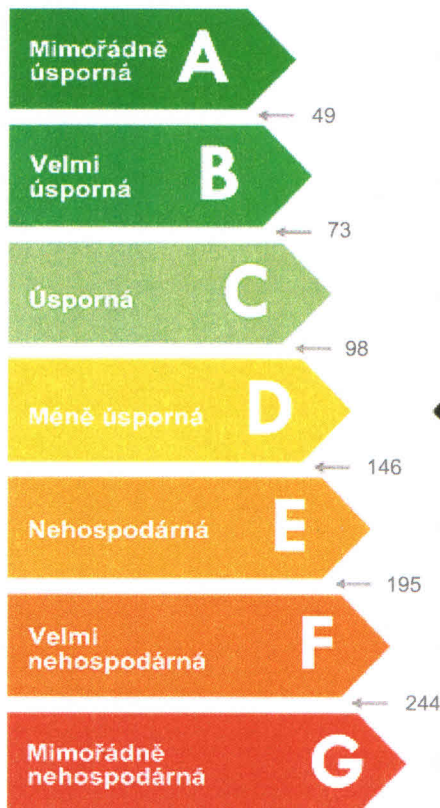 Mimořádně
úsporná
A
49
Velmi
úsporná
B
73
Úsporná
C
98
Méně úsporná
D
146
Nehospodárná
E
195
Velmi
nehospodárná
F
244
Mimořádně
nehospodárná
G